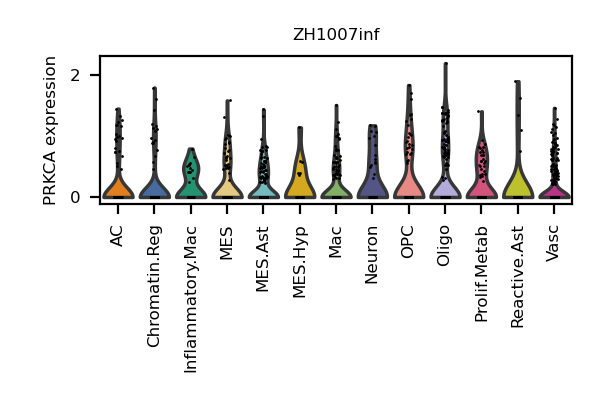 ZH1007inf
PRKCA expression
2
0
AC
Chromatin.Reg
Inflammatory.Mac
MES
MES.Ast
MES.Hyp
Mac
Neuron
OPC
Oligo
Prolif.Metab
Reactive.Ast
Vasc